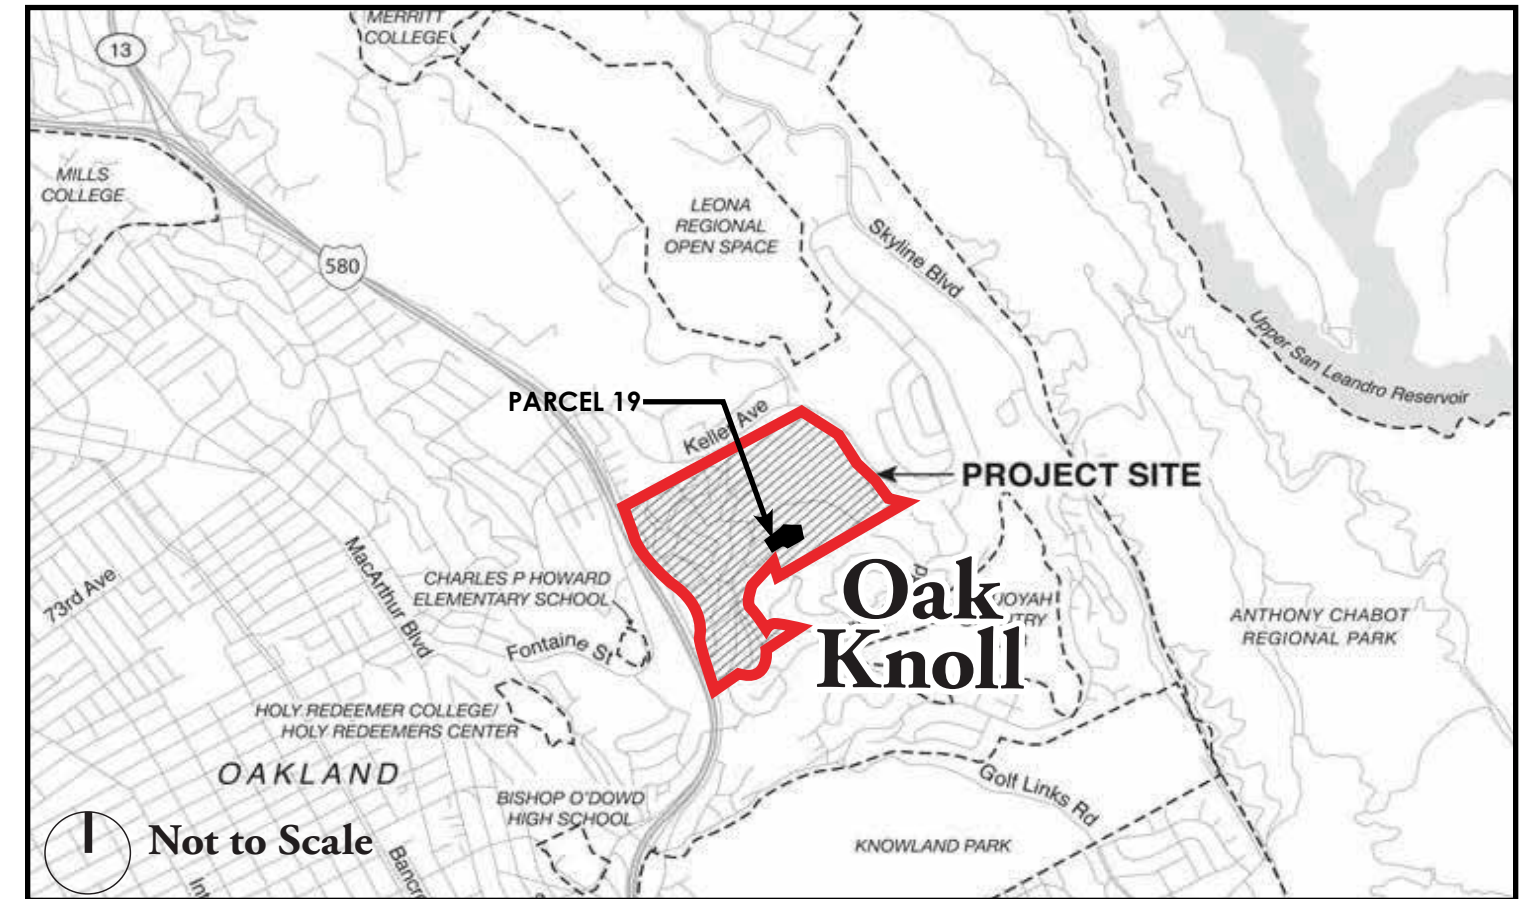 MERRITT
COLLEGE
13
MILLS
COLLEGE
LEONA
REGIONAL
OPEN SPACE
Skyline Blvd
580
Upper San Leandro Reservoir
PARCEL 19
Keller Ave
PROJECT SITE
MacArthur Blvd
73rd Ave
CHARLES P HOWARD
ELEMENTARY SCHOOL
Fontaine St
Oak
Knoll
ANTHONY CHABOT
REGIONAL PARK
HOLY REDEEMER COLLEGE/
HOLY REDEEMERS CENTER
OAKLAND
Golf Links Rd
BISHOP O'DOWD
HIGH SCHOOL
KNOWLAND PARK
Not to Scale